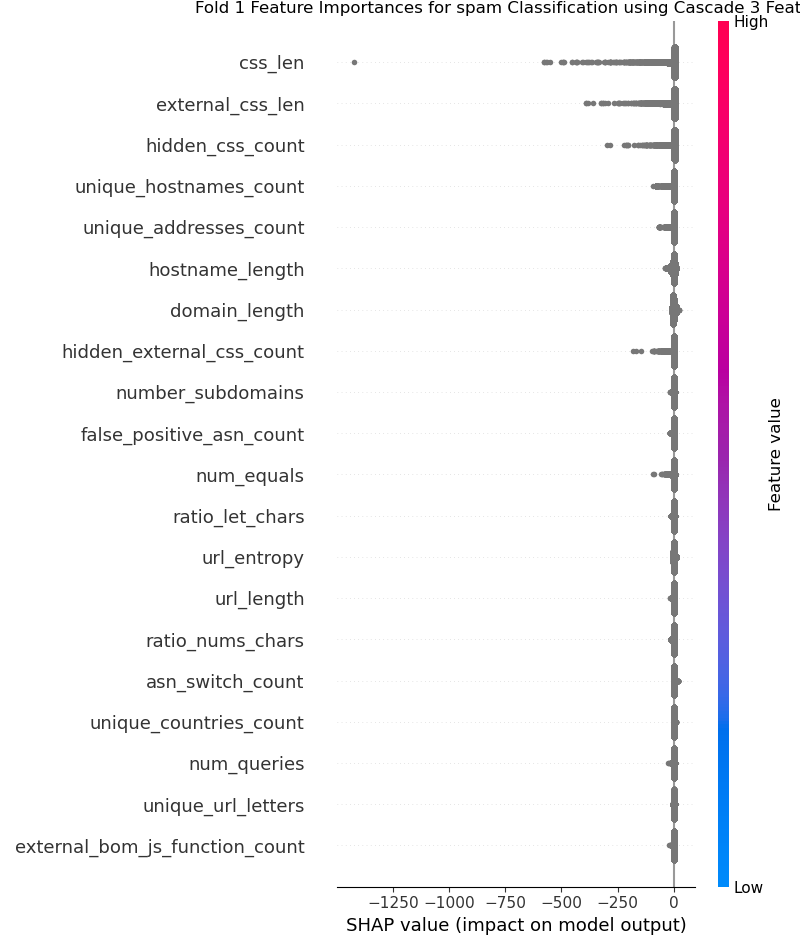 Fold 1 Feature Importances for spam Classification using Cascade 3 Feat
High
css_len
external_css_len
hidden_css_count
unique_hostnames_count
unique_addresses_count
hostname_length
domain_length
hidden_external_css_count
number_subdomains
false_positive_asn_count
num_equals
ratio_let_chars
url_entropy
url_length
ratio_nums_chars
asn_switch_count
unique_countries_count
num_queries
unique_url_letters
external_bom_js_function_count
Feature value
Low
−1250 −1000 −750 −500 −250 0
SHAP value (impact on model output)